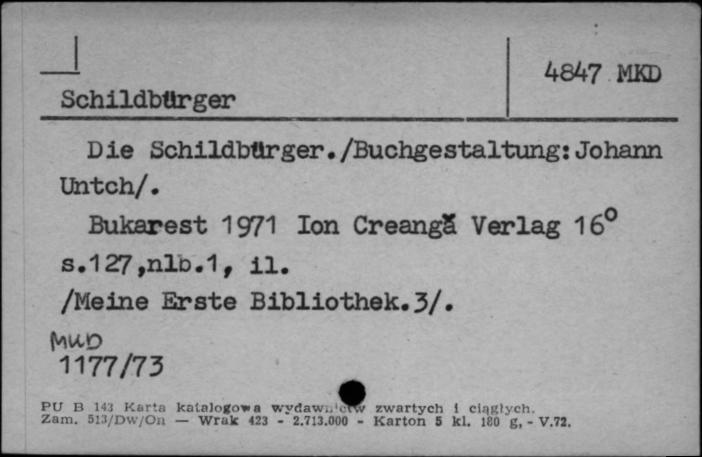 4847 MKD
Schildbürger
Die Schildbürger./Buchgestaltung:Johann
Untch/.
Bukarest 1971 Ion Creangă Verlag 16°
s.127,nlb.1, il.
/Meine Erste Bibliothek.3/.
MKD
1177/73
PU B 143 Karta katalogowa wydawnictw zwartych i ciągłych.
Zam. 513/Dw/On — Wrak 423 - 2.713.000 - Karton 5 kl. 180 g, - V.72.